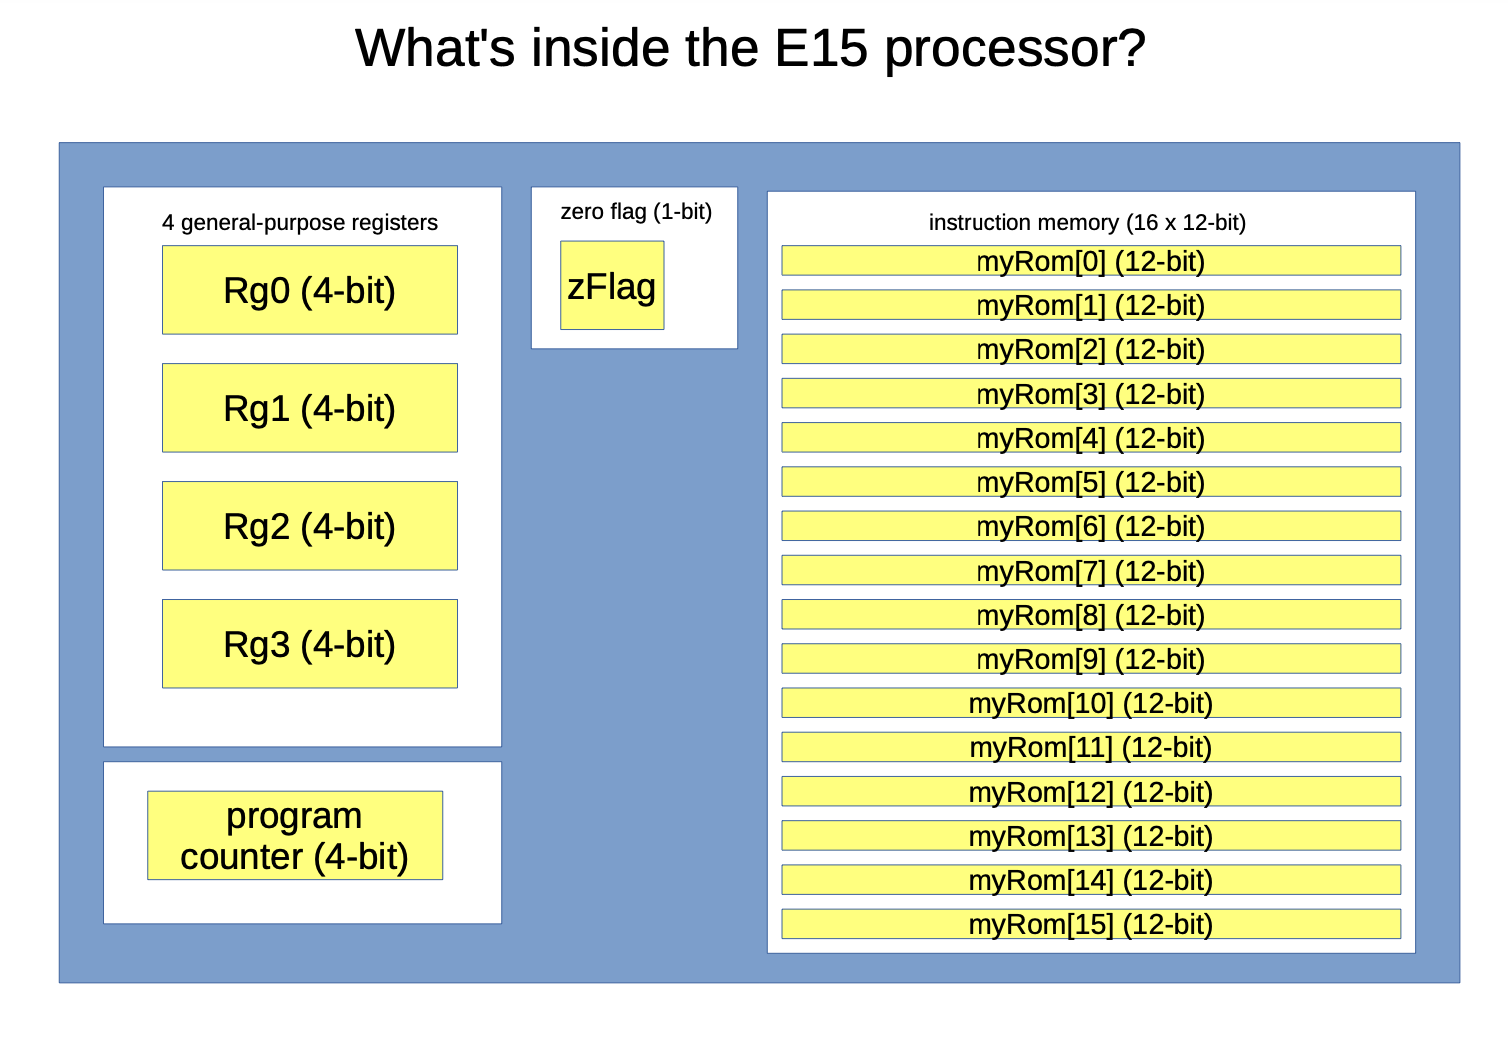 What's inside the E15 processor?
4 general-purpose registers
Rg0 (4-bit)
Rg1 (4-bit)
Rg2 (4-bit)
Rg3 (4-bit)
program
counter (4-bit)
zero flag (1-bit)
zFlag
instruction memory (16 x 12-bit)
myRom[0] (12-bit)
myRom[1] (12-bit)
myRom[2] (12-bit)
myRom[3] (12-bit)
myRom[4] (12-bit)
myRom[5] (12-bit)
myRom[6] (12-bit)
myRom[7] (12-bit)
myRom[8] (12-bit)
myRom[9] (12-bit)
myRom[10] (12-bit)
myRom[11] (12-bit)
myRom[12] (12-bit)
myRom[13] (12-bit)
myRom[14] (12-bit)
myRom[15] (12-bit)